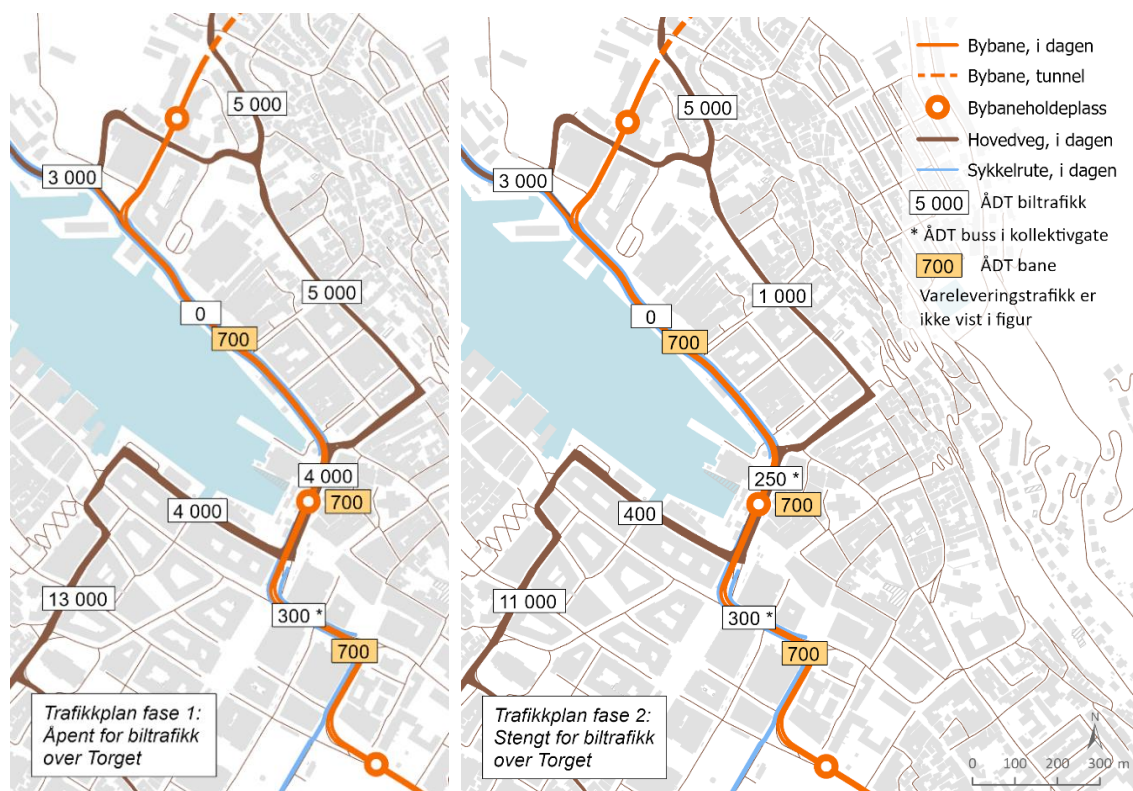 5 000
3 000
5 000
0
700
4 000
700
4 000
13 000
300 *
700
Trafikkplan fase 1:
Åpent for biltrafikk
over Torget
5 000
3 000
1 000
0
700
250 *
700
400
11 000
300 *
700
Trafikkplan fase 2:
Stengt for biltrafikk
over Torget
Bybane, i dagen
Bybane, tunnel
Bybaneholdeplass
Hovedveg, i dagen
Sykkelrute, i dagen
5 000 ÅDT biltrafikk
* ÅDT buss i kollektivgate
700 ÅDT bane
Vareleveringstrafikk er
ikke vist i figur
N
0 100 200 300 m